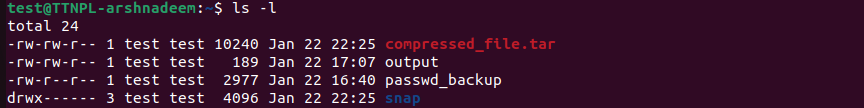 test@TTNPL-arshnadeem:~$ ls -l
total 24
-rw-rw-r-- 1 test test 10240 Jan 22 22:25 compressed_file.tar
-rw-rw-r-- 1 test test   189 Jan 22 17:07 output
-rw-r--r-- 1 test test  2977 Jan 22 16:40 passwd_backup
drwx------ 3 test test  4096 Jan 22 22:25 snap